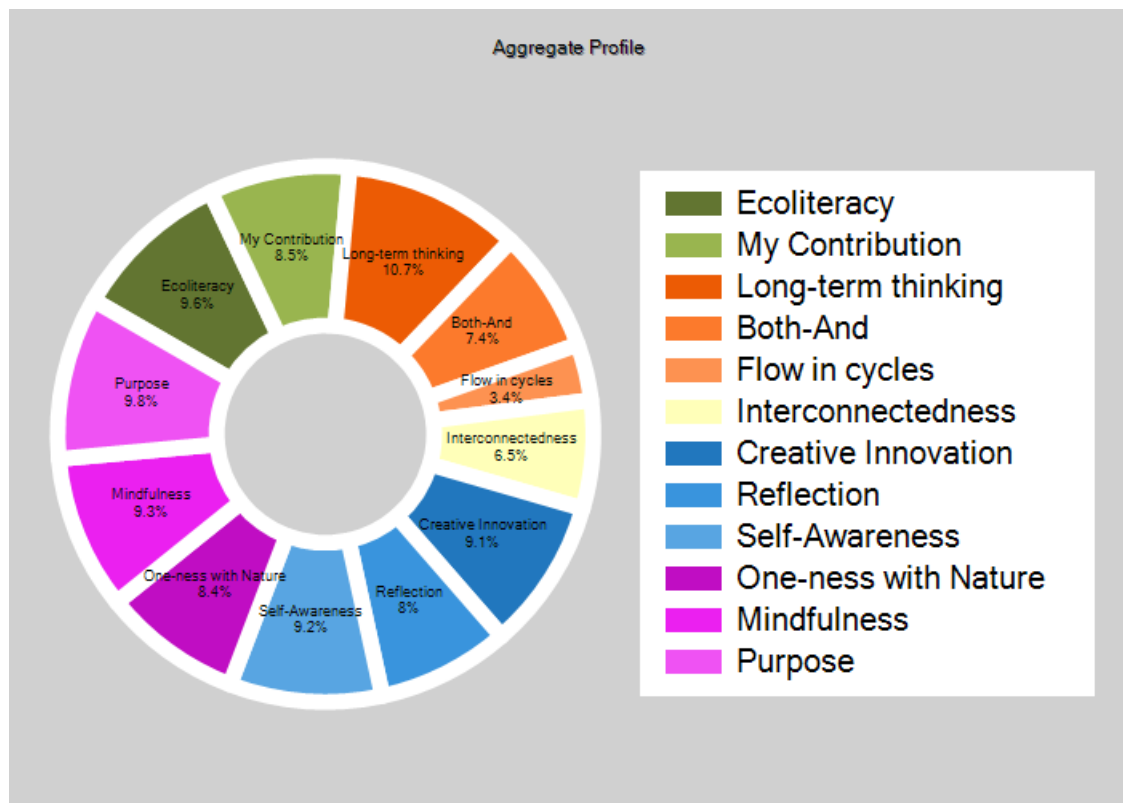 Aggregate Profile
My Contribution
8.5%
Long-term thinking
10.7%
Both-And
7.4%
Flow in cycles
3.4%
Interconnectedness
6.5%
Creative Innovation
9.1%
Reflection
8%
Self-Awareness
9.2%
One-ness with Nature
8.4%
Mindfulness
9.3%
Purpose
9.8%
Ecoliteracy
9.6%
Ecoliteracy
My Contribution
Long-term thinking
Both-And
Flow in cycles
Interconnectedness
Creative Innovation
Reflection
Self-Awareness
One-ness with Nature
Mindfulness
Purpose